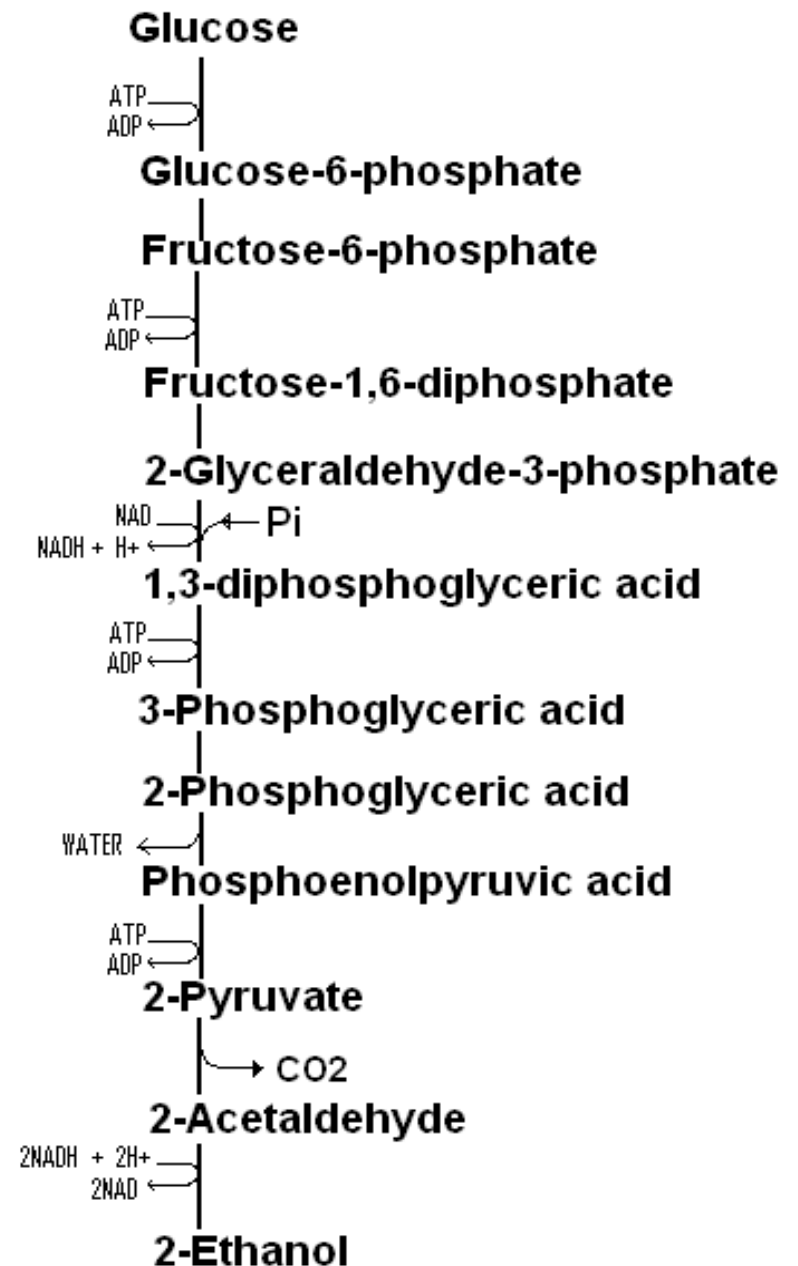 Glucose
ATP
ADP
Glucose-6-phosphate
Fructose-6-phosphate
ATP
ADP
Fructose-1,6-diphosphate
2-Glyceraldehyde-3-phosphate
NAD
Pi
NADH + H+
1,3-diphosphoglyceric acid
ATP
ADP
3-Phosphoglyceric acid
2-Phosphoglyceric acid
WATER
Phosphoenolpyruvic acid
ATP
ADP
2-Pyruvate
CO2
2-Acetaldehyde
2NADH + 2H+
2NAD
2-Ethanol